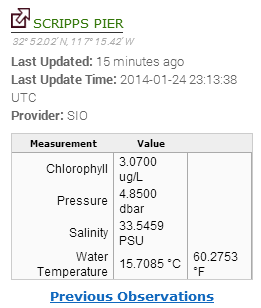 SCRIPPS PIER
32° 52.02' N, 117° 15.42' W
Last Updated: 15 minutes ago
Last Update Time: 2014-01-24 23:13:38
UTC
Provider: SIO
Measurement Value
Chlorophyll 3.0700 ug/L
Pressure 4.8500 dbar
Salinity 33.5459 PSU
Water Temperature 15.7085 °C 60.2753 °F
Previous Observations